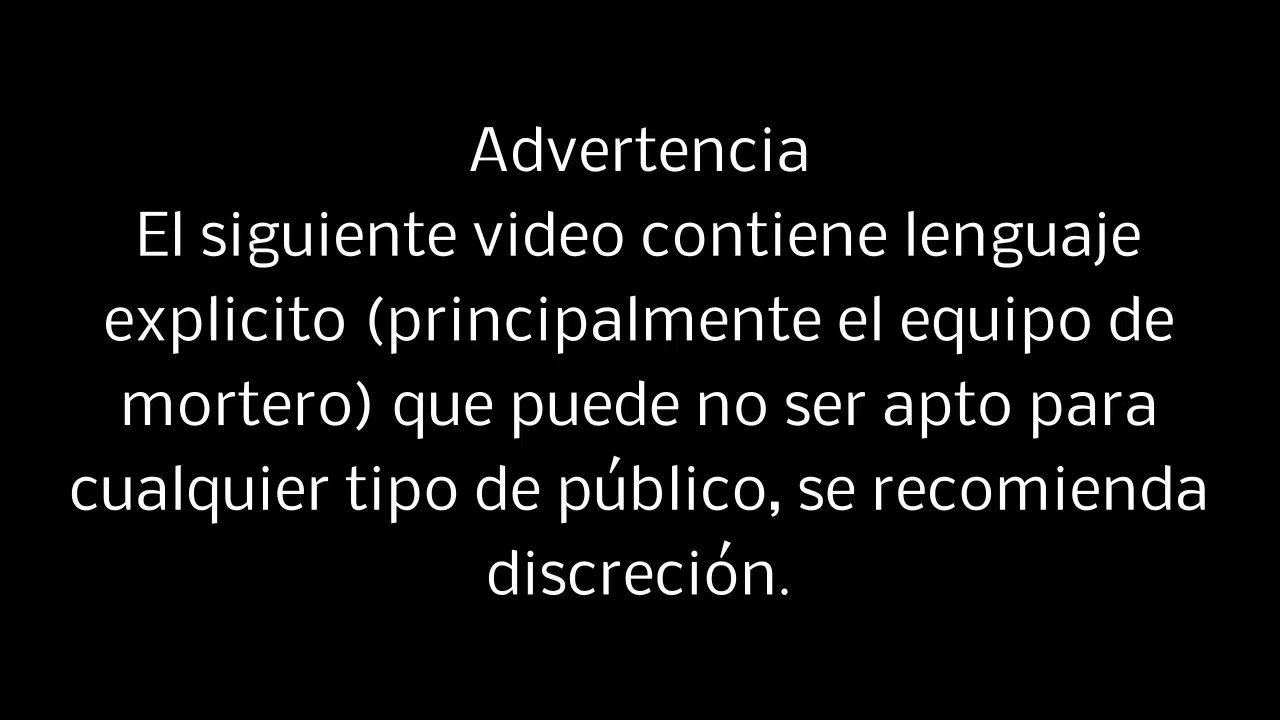 Advertencia
El siguiente video contiene lenguaje
explicito (principalmente el equipo de
mortero) que puede no ser apto para
cualquier tipo de público, se recomienda
discreción.